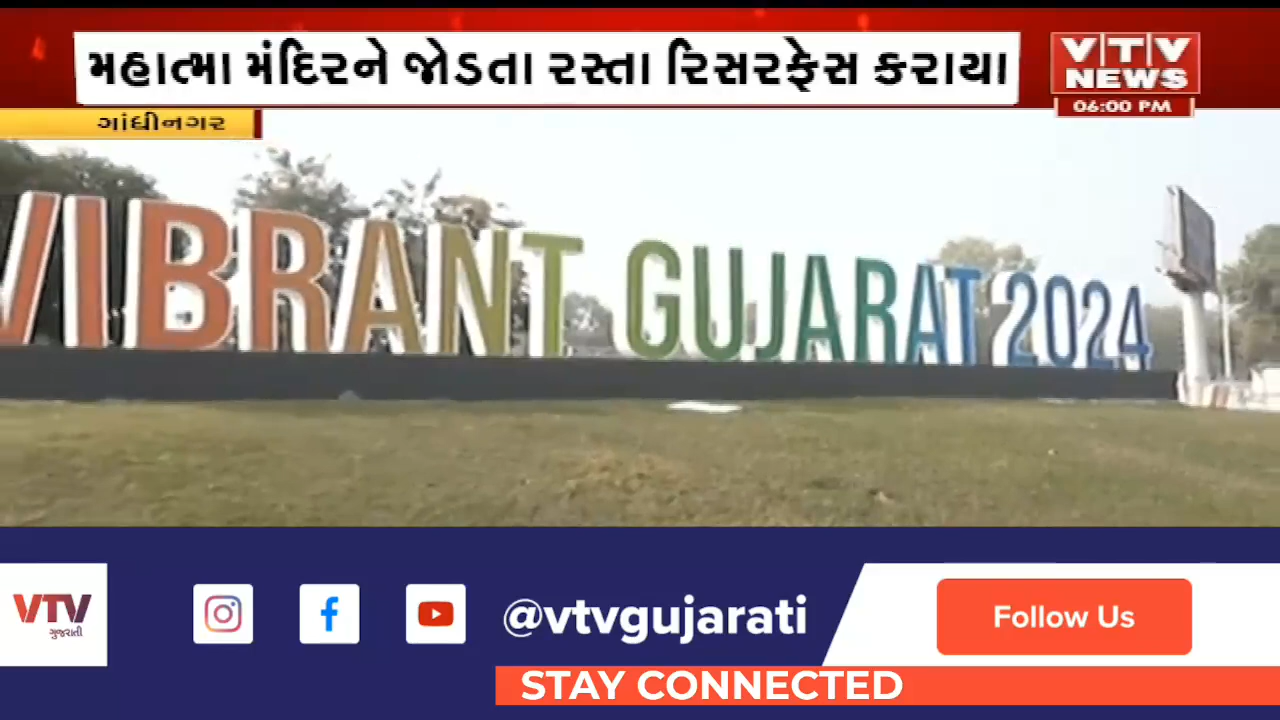 મહાત્મા મંદિરને જોડતા રસ્તા રિસરફેસ કરાયા
VTV
NEWS
06:00 PM
ગાંધીનગર
VIBRANT GUJARAT 2024
VTV
ગુજરાતી
@vtvgujarati
Follow Us
STAY CONNECTED